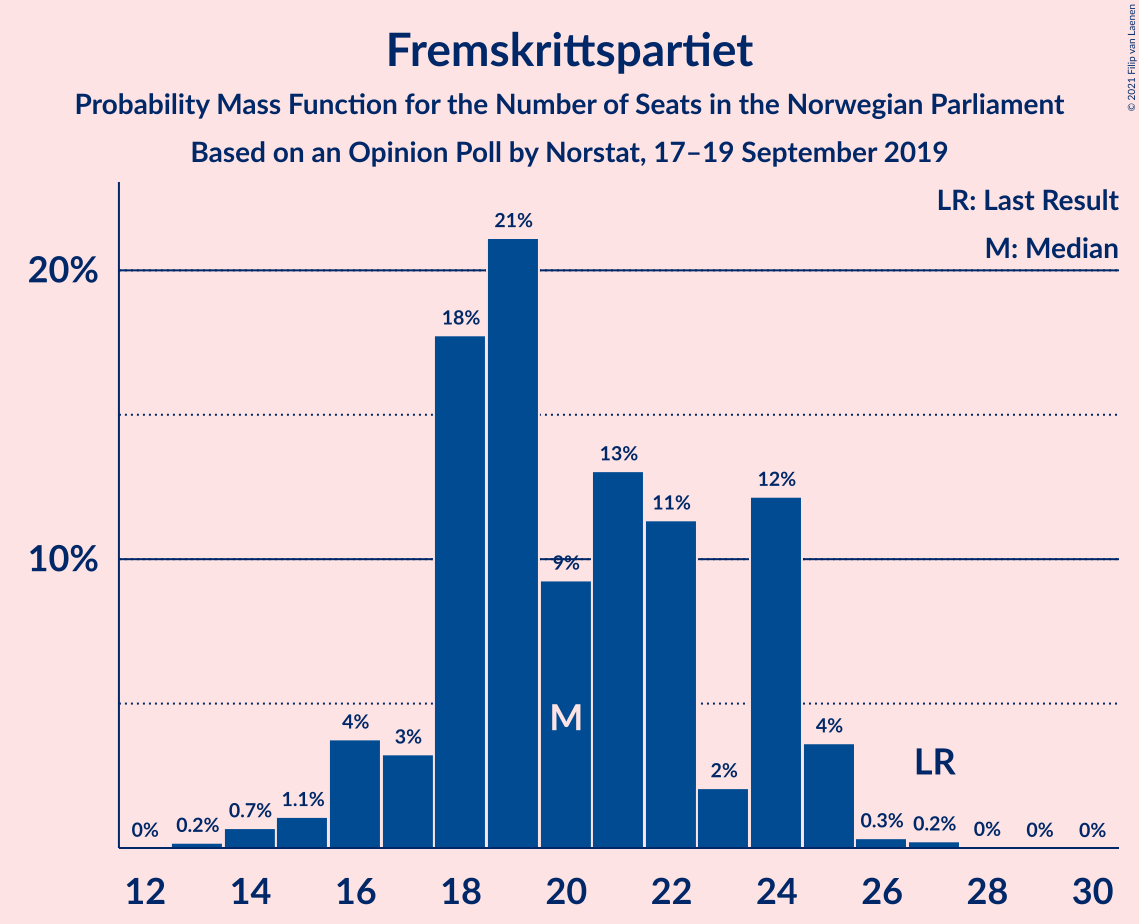 Fremskrittspartiet
Probability Mass Function for the Number of Seats in the Norwegian Parliament
Based on an Opinion Poll by Norstat, 17–19 September 2019
© 2021 Filip van Laenen
LR: Last Result
M: Median
20%
10%
0%
0.2%
0.7%
1.1%
4%
3%
18%
21%
9%
13%
11%
2%
12%
4%
0.3%
0.2%
0%
0%
0%
M
LR
12 14 16 18 20 22 24 26 28 30